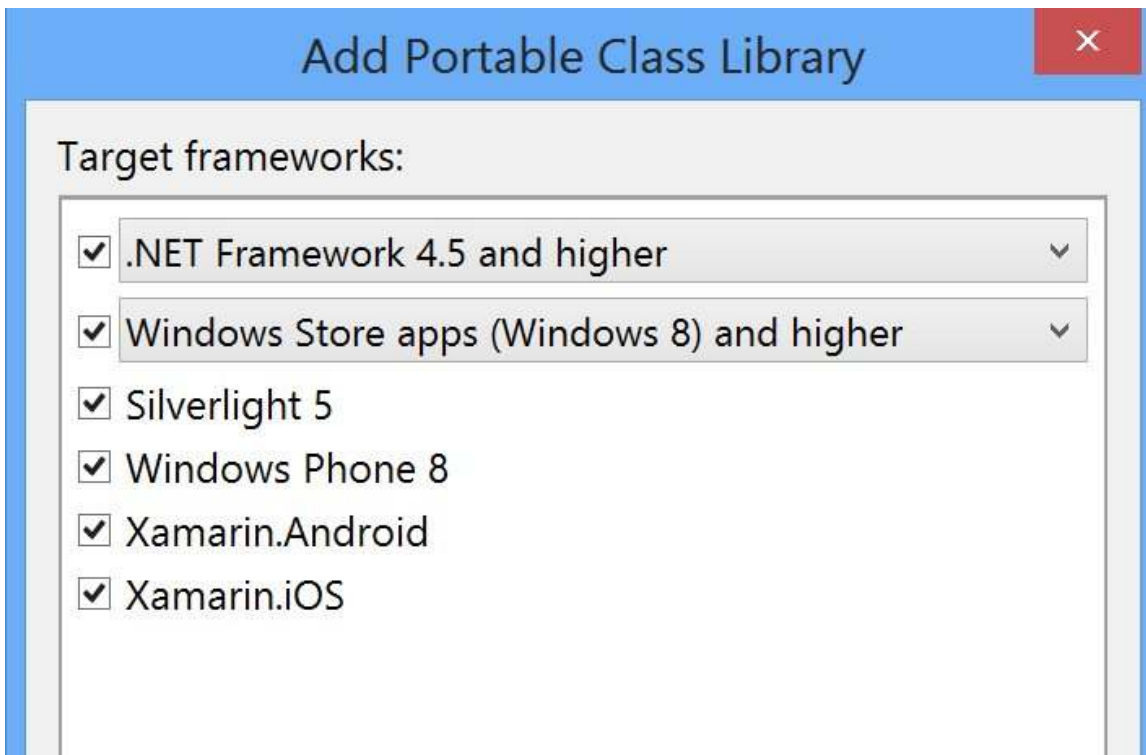 Add Portable Class Library
Target frameworks:
.NET Framework 4.5 and higher
Windows Store apps (Windows 8) and higher
Silverlight 5
Windows Phone 8
Xamarin.Android
Xamarin.iOS